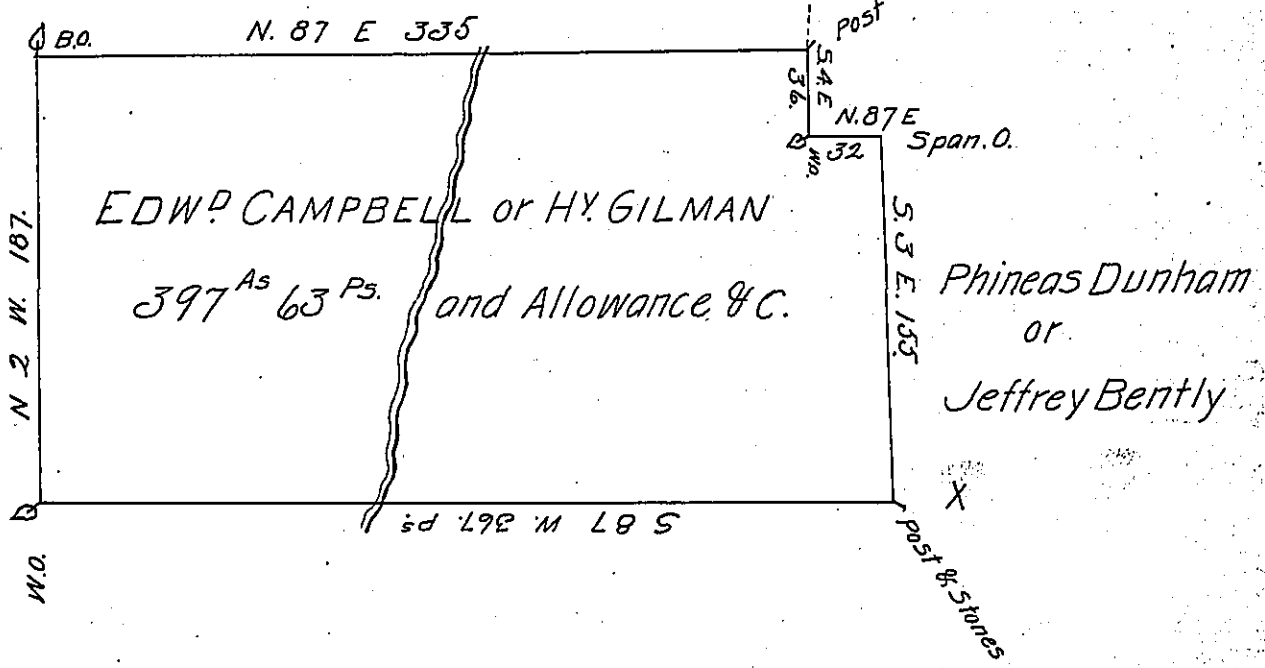 B.O.
N. 87 E 335
Post
S 4 E
36.
N. 87 E
32
Span. O.
W.O.
EDWD CAMPBELL or HY. GILMAN
397 As 63 Ps. and Allowance &C.
N 2 W. 187.
S 3 E. 155.
Phineas Dunham
or
Jeffrey Bently
X
S 87 W 367. ps.
Post & Stones
W.O.